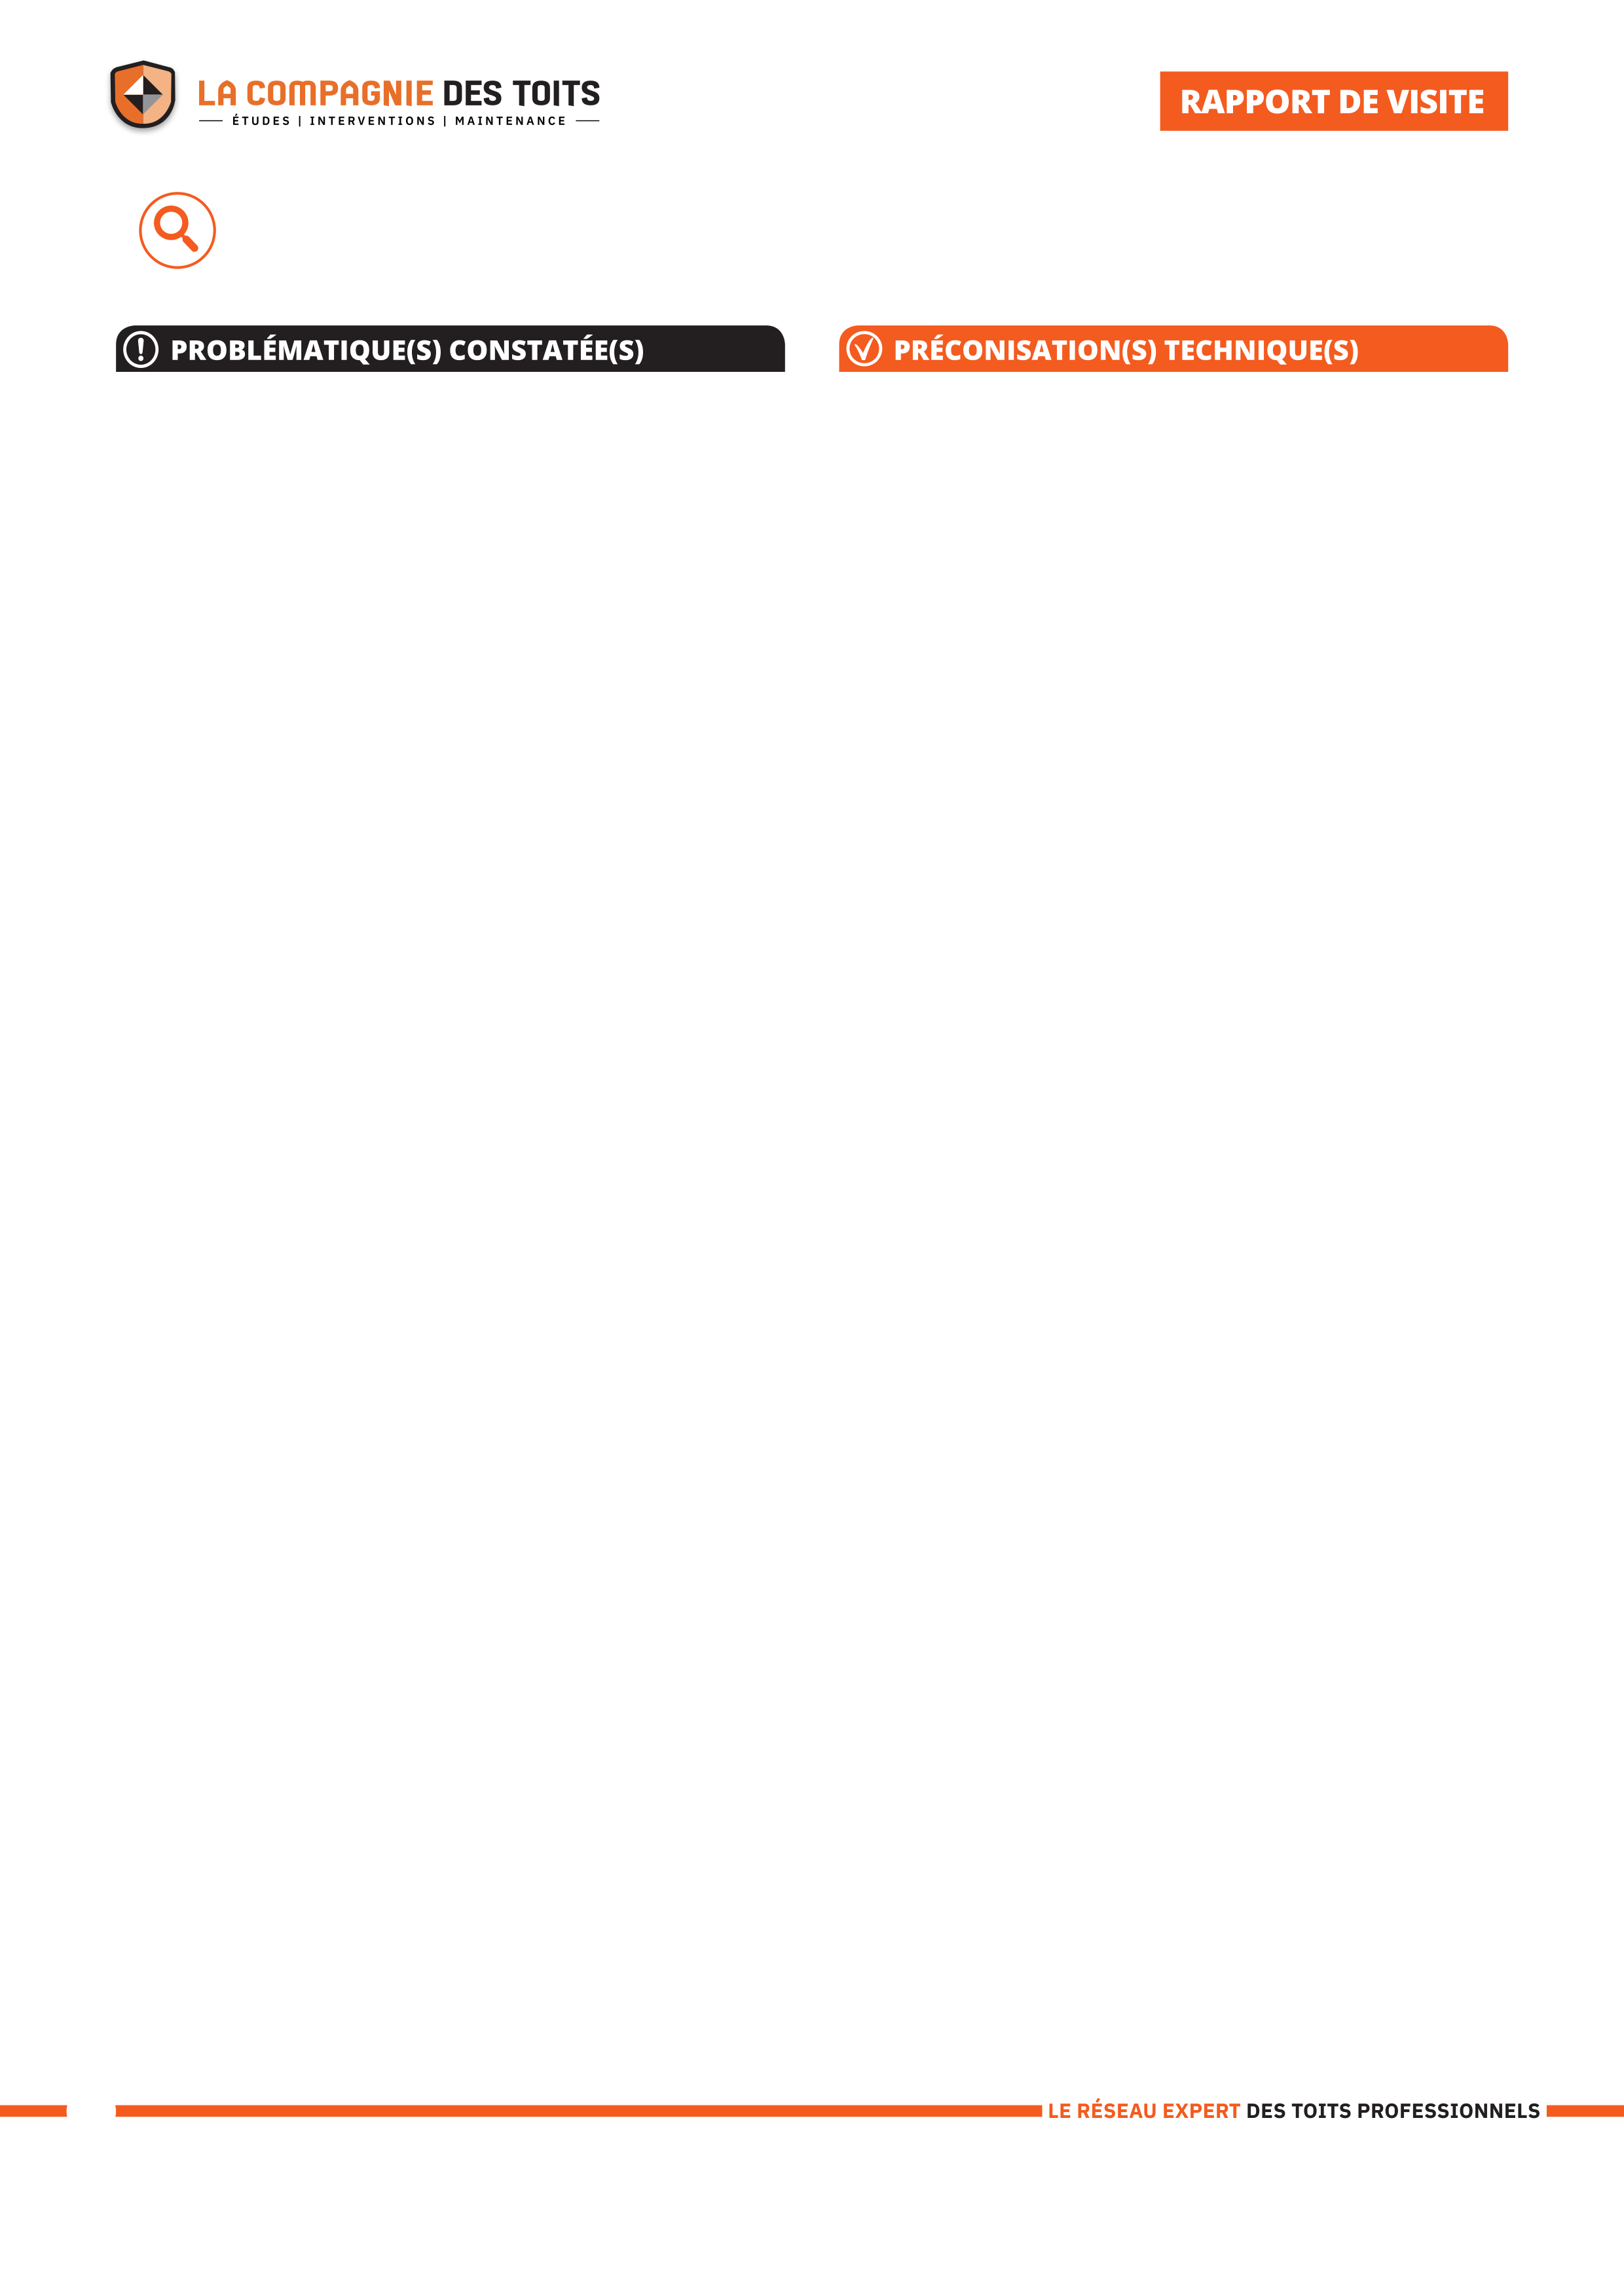 LA COMPAGNIE DES TOITS
ÉTUDES | INTERVENTIONS | MAINTENANCE
RAPPORT DE VISITE
PROBLÉMATIQUE(S) CONSTATÉE(S)
PRÉCONISATION(S) TECHNIQUE(S)
LE RÉSEAU EXPERT DES TOITS PROFESSIONNELS